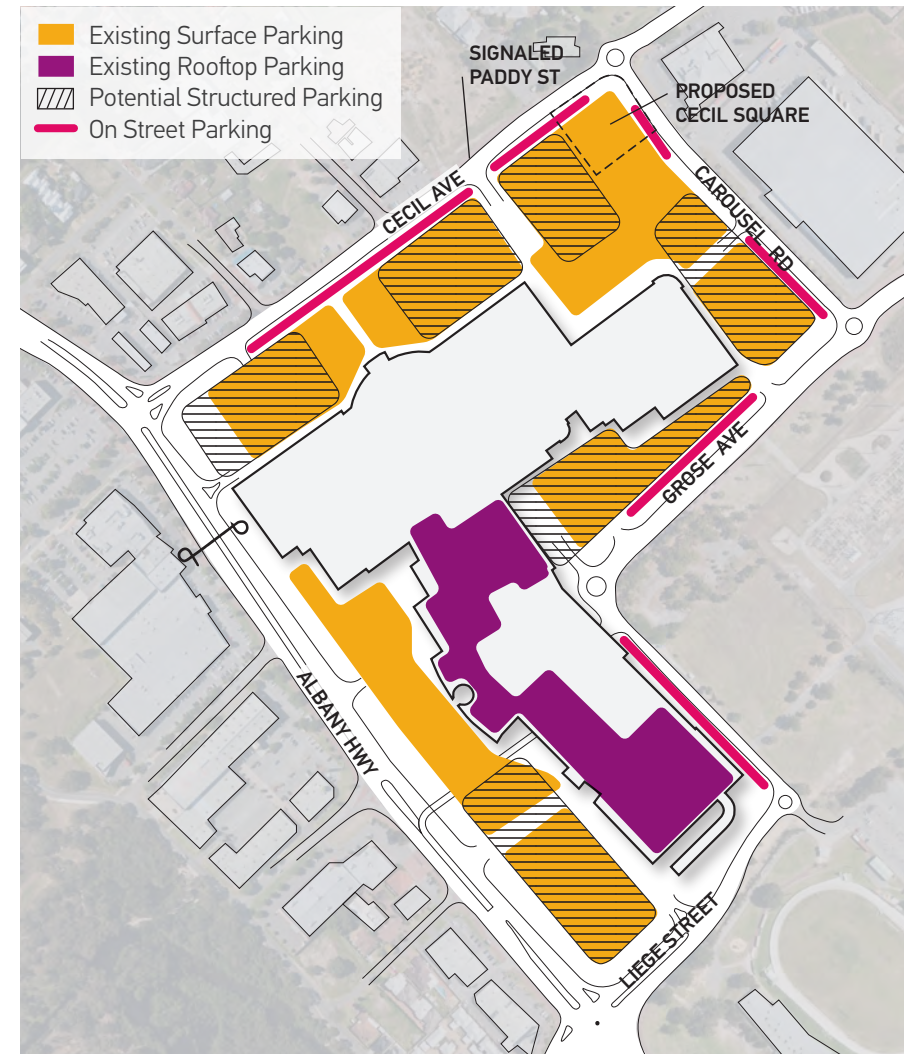 Existing Surface Parking
Existing Rooftop Parking
Potential Structured Parking
On Street Parking
SIGNALED
PADDY ST
PROPOSED
CECIL SQUARE
CECIL AVE
CAROUSEL RD
GROSE AVE
ALBANY HWY
LIEGE STREET